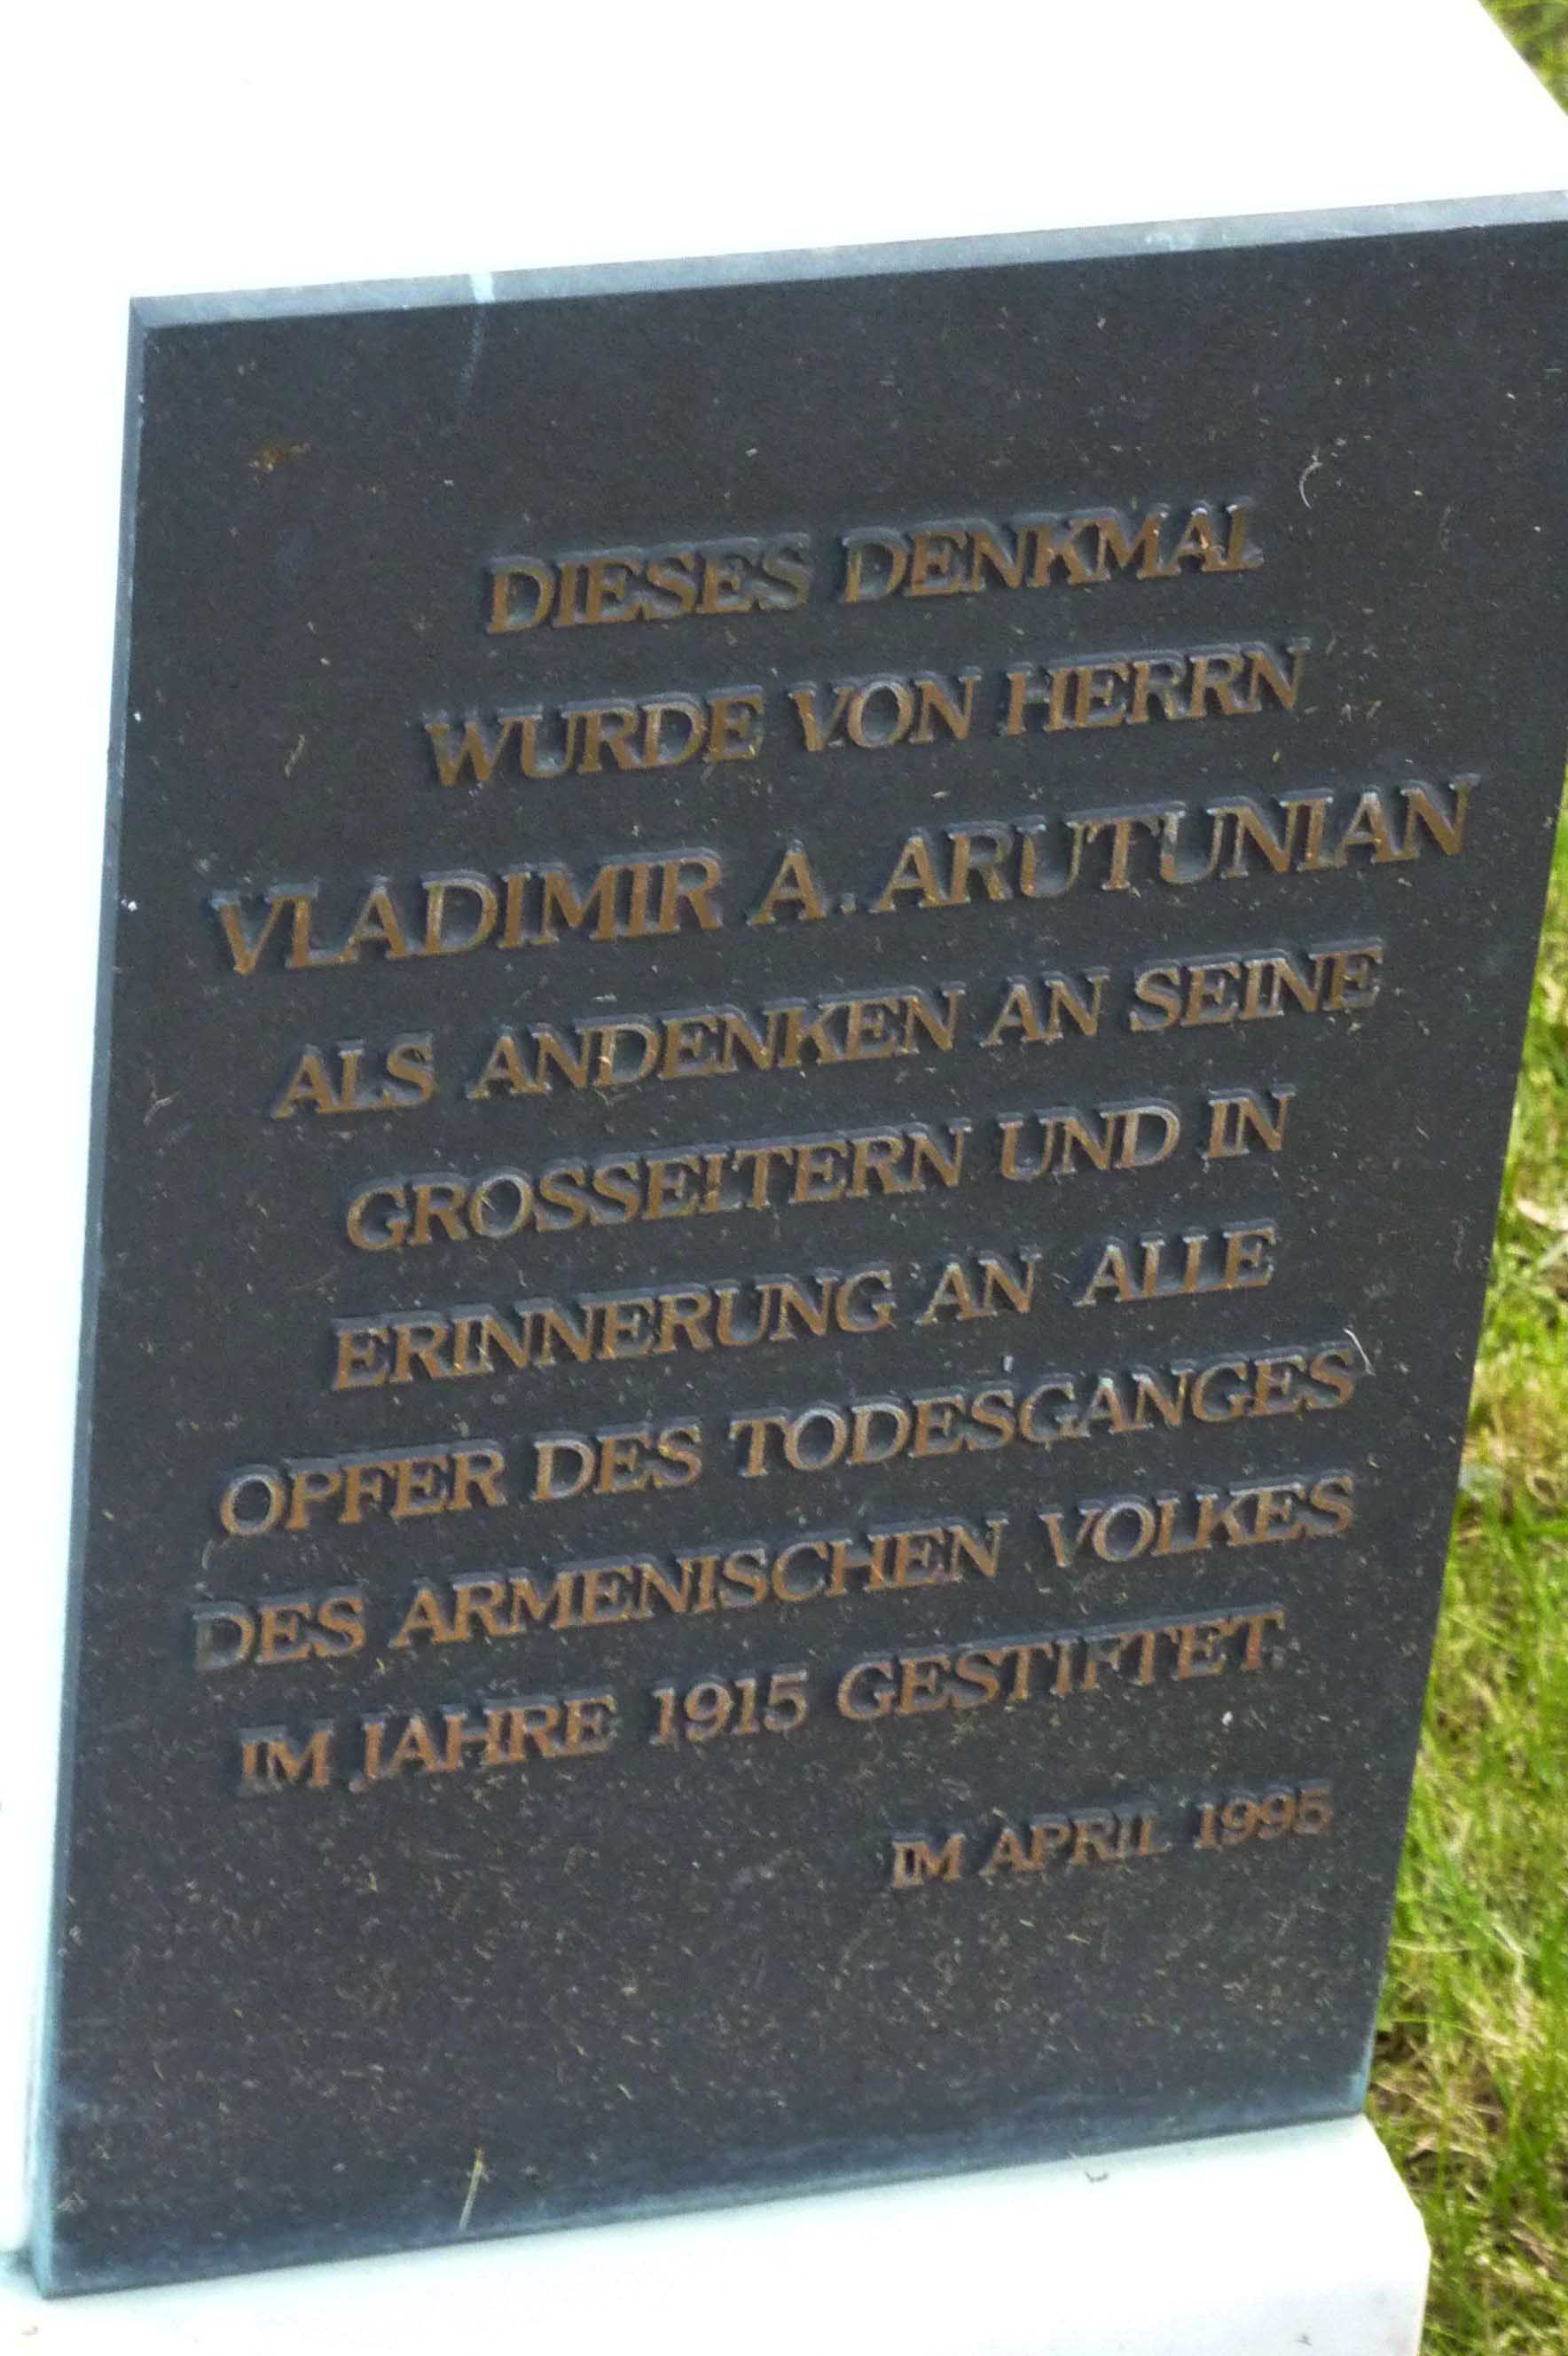 DIESES DENKMAL
WURDE VON HERRN
VLADIMIR A. ARUTUNIAN
ALS ANDENKEN AN SEINE
GROSSELTERN UND IN
ERINNERUNG AN ALLE
OPFER DES TODESGANGES
DES ARMENISCHEN VOLKES
IM JAHRE 1915 GESTIFTET.
IM APRIL 1995